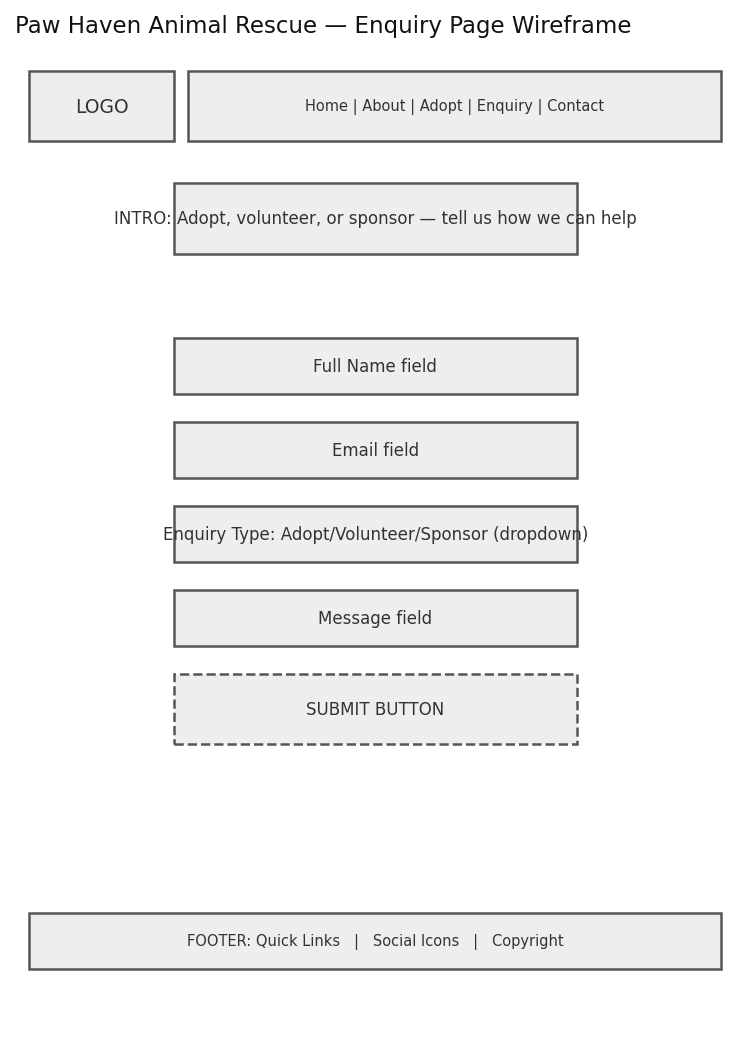 Paw Haven Animal Rescue — Enquiry Page Wireframe
LOGO
Home | About | Adopt | Enquiry | Contact
INTRO: Adopt, volunteer, or sponsor — tell us how we can help
Full Name field
Email field
Enquiry Type: Adopt/Volunteer/Sponsor (dropdown)
Message field
SUBMIT BUTTON
FOOTER: Quick Links | Social Icons | Copyright